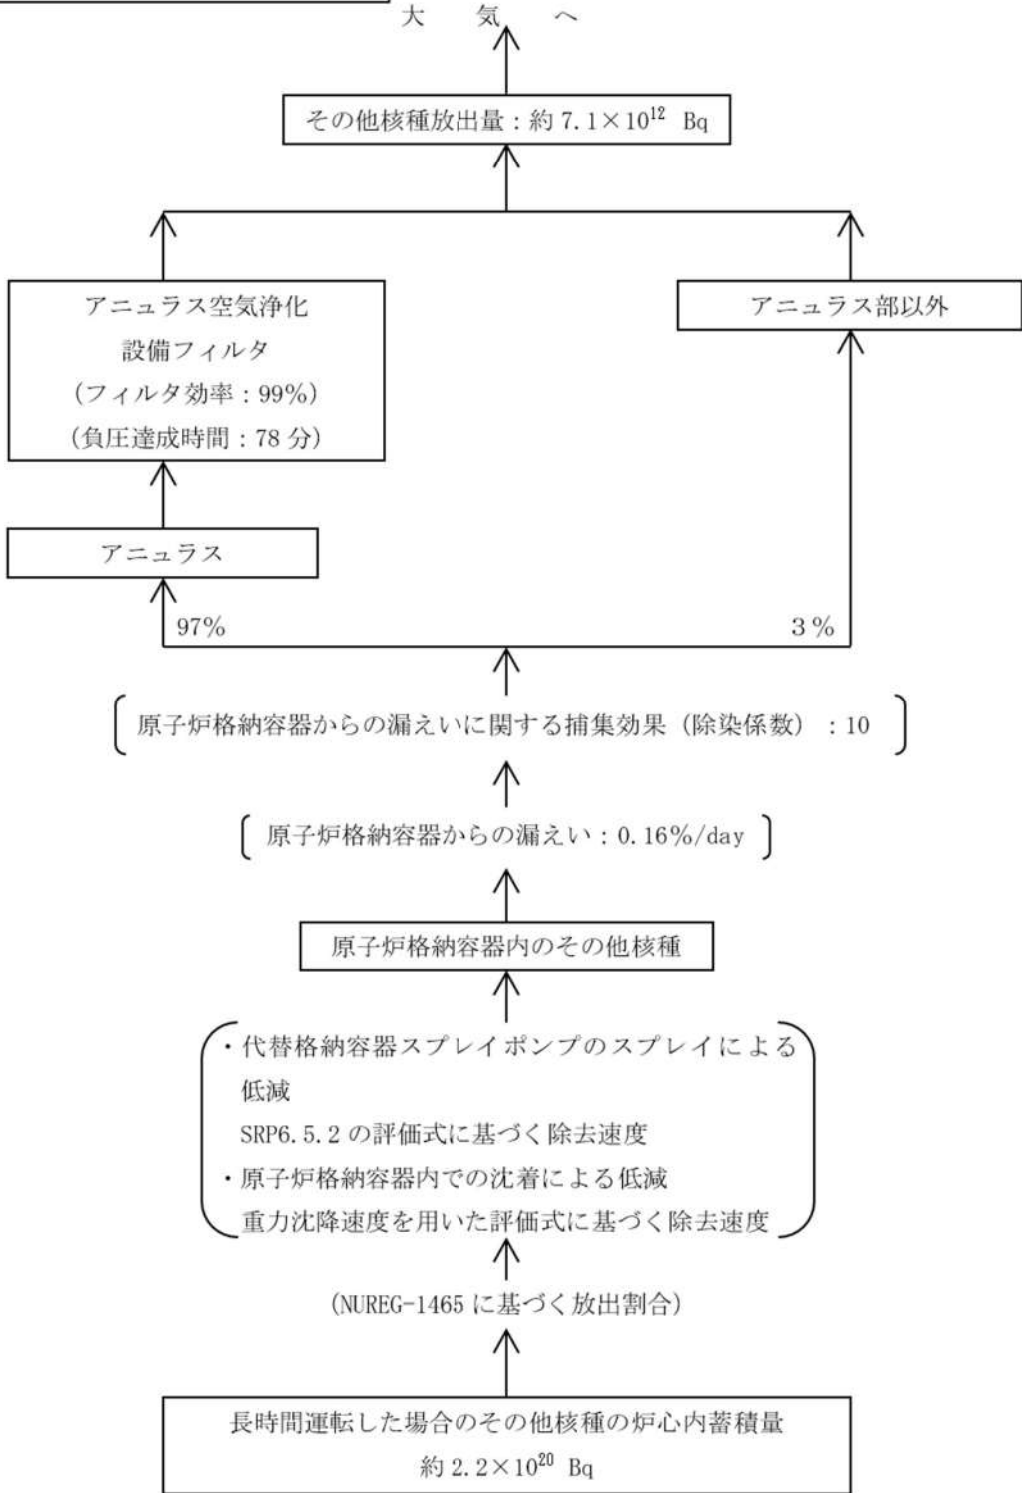 大　気　へ
その他核種放出量：約 7.1×10¹² Bq
アニュラス空気浄化
設備フィルタ
(フィルタ効率：99%)
(負圧達成時間：78 分)
アニュラス部以外
アニュラス
97%
3%
原子炉格納容器からの漏えいに関する捕集効果（除染係数）：10
原子炉格納容器からの漏えい：0.16%/day
原子炉格納容器内のその他核種
・代替格納容器スプレイポンプのスプレイによる
低減
SRP6.5.2 の評価式に基づく除去速度
・原子炉格納容器内での沈着による低減
重力沈降速度を用いた評価式に基づく除去速度
(NUREG-1465 に基づく放出割合)
長時間運転した場合のその他核種の炉心内蓄積量
約 2.2×10²⁰ Bq